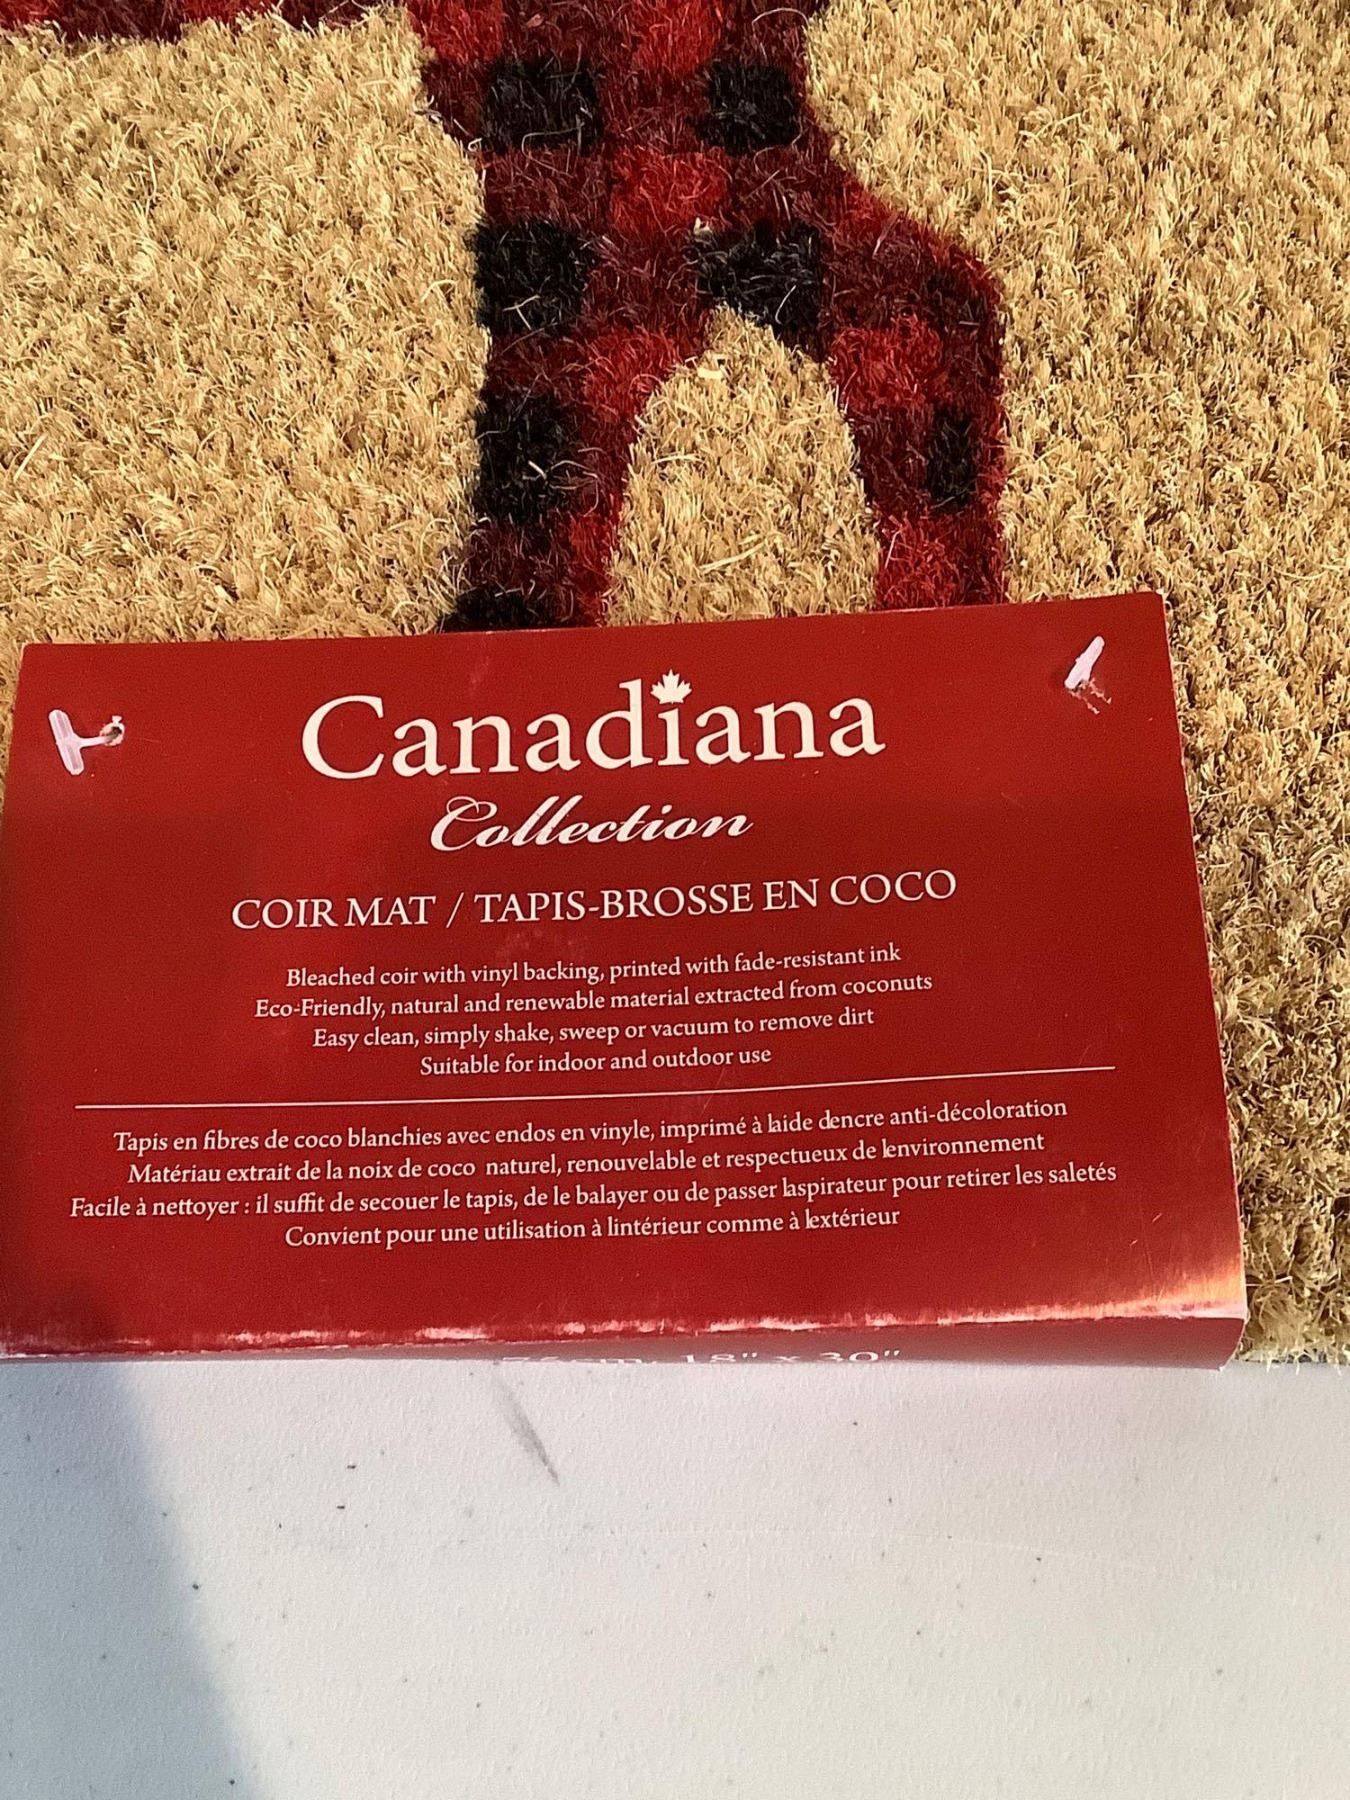 Canadiana
Collection
COIR MAT / TAPIS-BROSSE EN COCO
Bleached coir with vinyl backing, printed with fade-resistant ink
Eco-Friendly, natural and renewable material extracted from coconuts
Easy clean, simply shake, sweep or vacuum to remove dirt
Suitable for indoor and outdoor use
Tapis en fibres de coco blanchies avec endos en vinyle, imprimé à laide dencre anti-décoloration
Matériau extrait de la noix de coco naturel, renouvelable et respectueux de lenvironnement
Facile à nettoyer : il suffit de secouer le tapis, de le balayer ou de passer laspirateur pour retirer les saletés
Convient pour une utilisation à lintérieur comme à lextérieur
18" x 30"